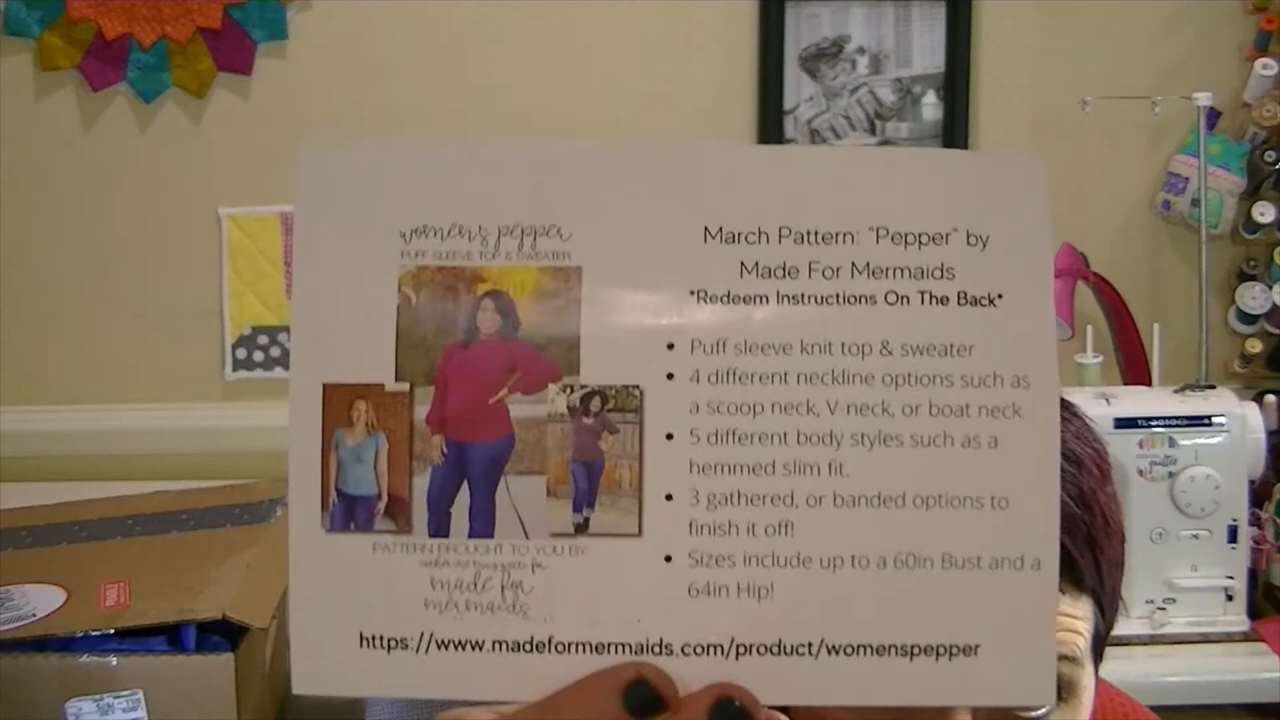 women's pepper
PUFF SLEEVE TOP & SWEATER
PATTERN BROUGHT TO YOU BY:
made for
mermaids
March Pattern: "Pepper" by
Made For Mermaids
*Redeem Instructions On The Back*
• Puff sleeve knit top & sweater
• 4 different neckline options such as
a scoop neck, V-neck, or boat neck
• 5 different body styles such as a
hemmed slim fit.
• 3 gathered, or banded options to
finish it off!
• Sizes include up to a 60in Bust and a
64in Hip!
https://www.madeformermaids.com/product/womenspepper
FRAGILE